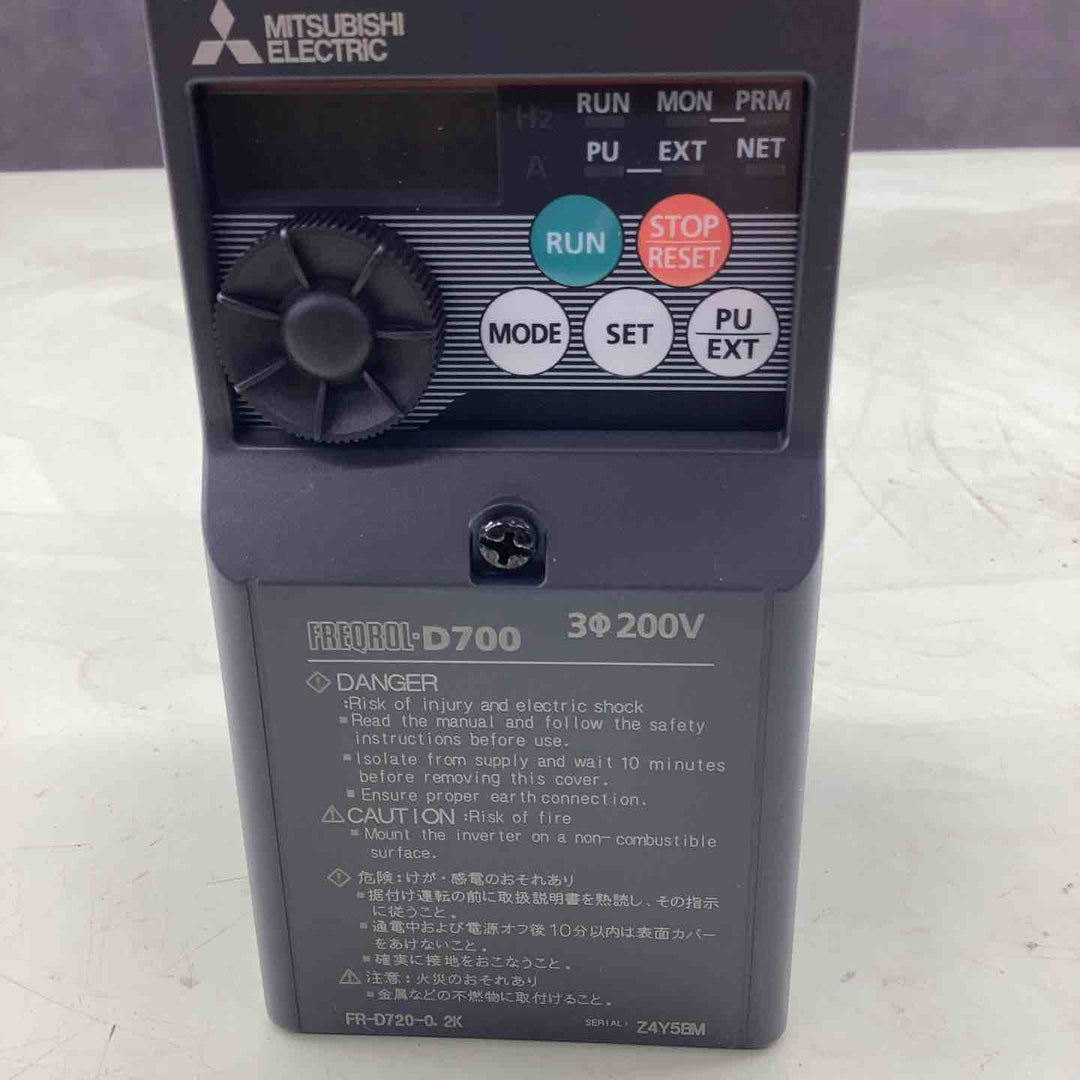 MITSUBISHI
ELECTRIC
Hz RUN MON PRM
A PU EXT NET
RUN
STOP
RESET
MODE
SET
PU
EXT
FREQROL-D700 3Φ200V
DANGER
:Risk of injury and electric shock
Read the manual and follow the safety
instructions before use.
Isolate from supply and wait 10 minutes
before removing this cover.
Ensure proper earth connection.
CAUTION :Risk of fire
Mount the inverter on a non-combustible
surface.
危険:けが・感電のおそれあり
据付け運転の前に取扱説明書を熟読し、その指示
に従うこと。
通電中および電源オフ後10分以内は表面カバー
をあけないこと。
確実に接地をおこなうこと。
注意:火災のおそれあり
金属などの不燃物に取付けること。
FR-D720-0.2K SERIAL: Z4Y5BM